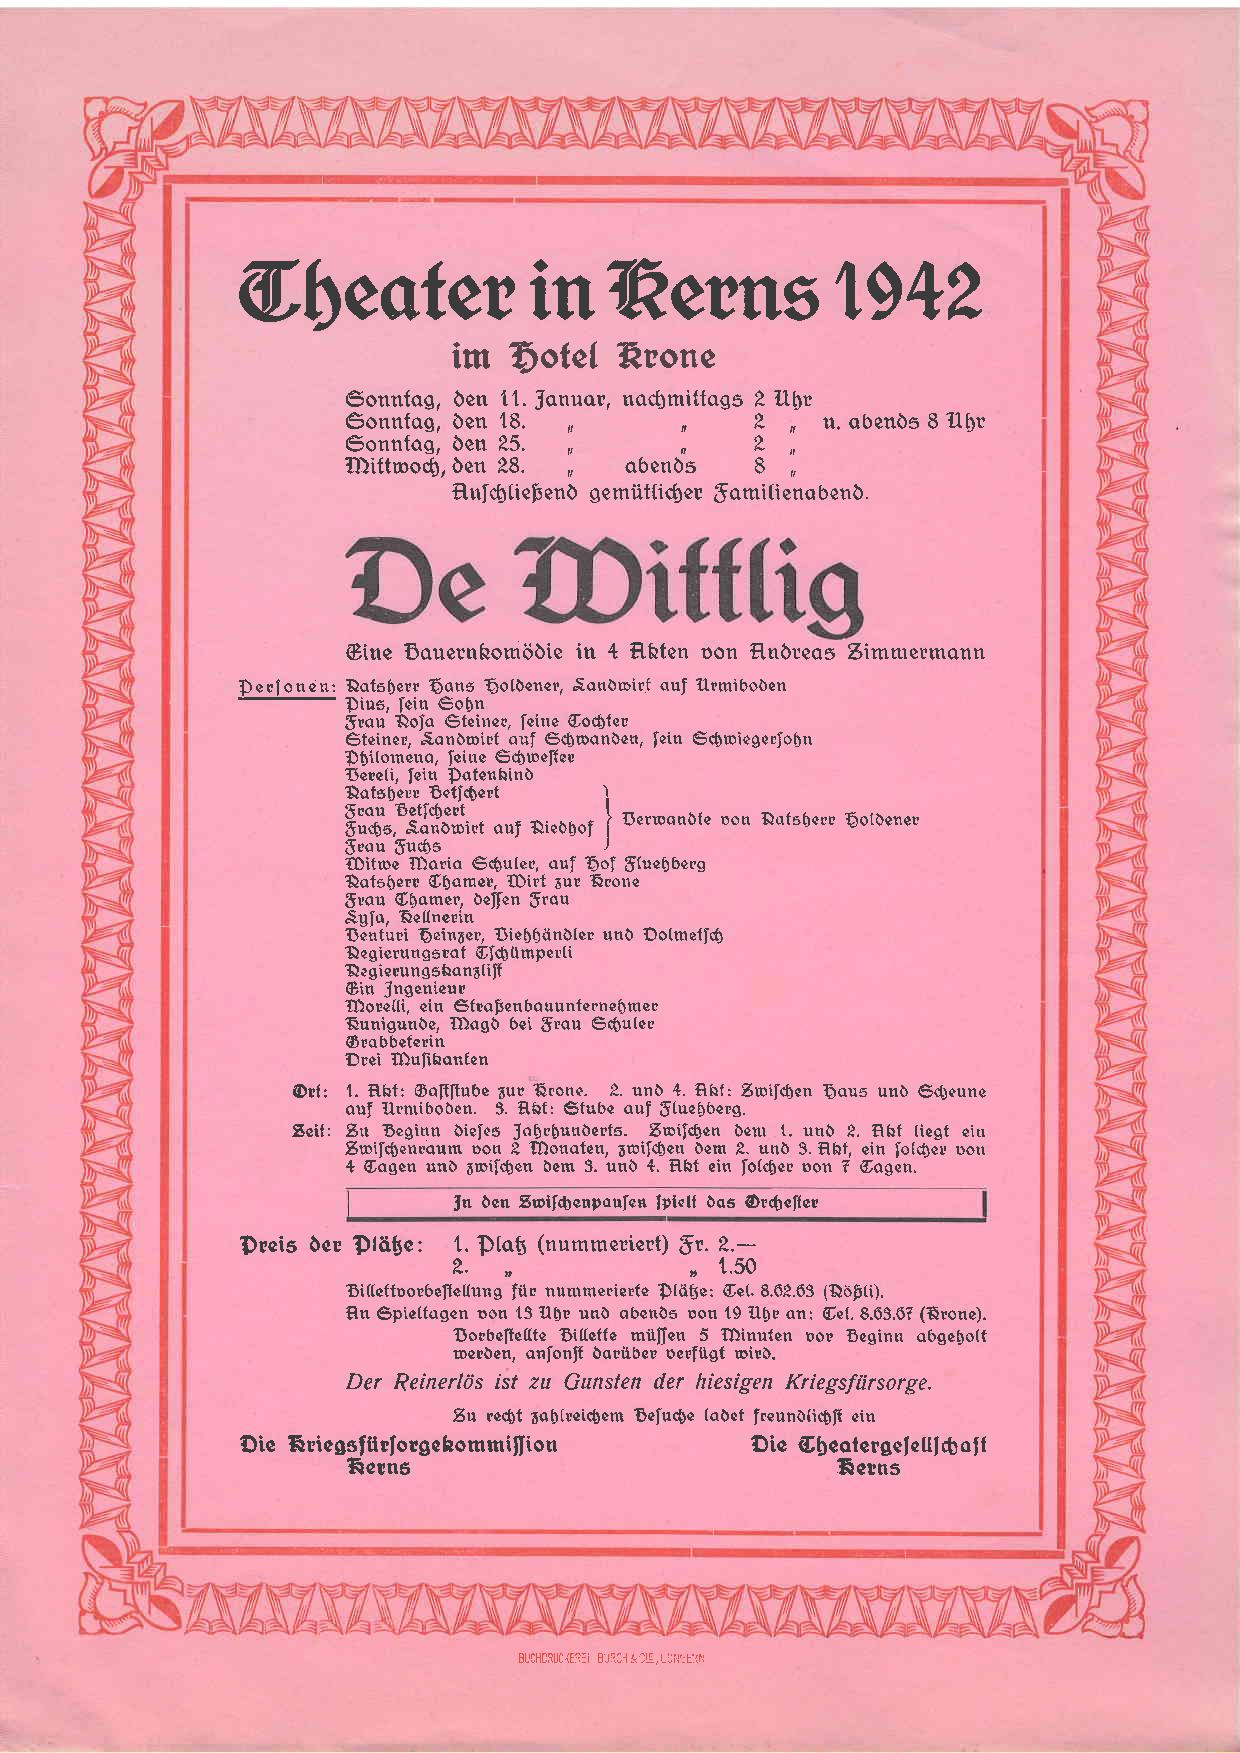 Theater in Kerns 1942
im Hotel Krone
Sonntag, den 11. Januar, nachmittags 2 Uhr
Sonntag, den 18. „ „ 2 „ u. abends 8 Uhr
Sonntag, den 25. „ „ 2 „
Mittwoch, den 28. „ abends 8 „
Anschließend gemütlicher Familienabend.
De Wittlig
Eine Bauernkomödie in 4 Akten von Andreas Zimmermann
Personen: Ratsherr Hans Holdener, Landwirt auf Urmiboden
Pius, sein Sohn
Frau Rosa Steiner, seine Tochter
Steiner, Landwirt auf Schwanden, sein Schwiegersohn
Philomena, seine Schwester
Vereli, sein Patenkind
Ratsherr Betschert
Frau Betschert
Fuchs, Landwirt auf Riedhof
Frau Fuchs
Verwandte von Ratsherr Holdener
Witwe Maria Schuler, auf Hof Fluehberg
Ratsherr Thamer, Wirt zur Krone
Frau Thamer, dessen Frau
Lysa, Kellnerin
Venturi Heinzer, Viehhändler und Dolmetsch
Regierungsrat Tschümperli
Regierungskanzlist
Ein Ingenieur
Morelli, ein Straßenbauunternehmer
Kunigunde, Magd bei Frau Schuler
Grabbeterin
Drei Musikanten
Ort: 1. Akt: Gaststube zur Krone. 2. und 4. Akt: Zwischen Haus und Scheune
auf Urmiboden. 3. Akt: Stube auf Fluehberg.
Zeit: Zu Beginn dieses Jahrhunderts. Zwischen dem 1. und 2. Akt liegt ein
Zwischenraum von 2 Monaten, zwischen dem 2. und 3. Akt, ein solcher von
4 Tagen und zwischen dem 3. und 4. Akt ein solcher von 7 Tagen.
In den Zwischenpausen spielt das Orchester
Preis der Plätze: 1. Platz (nummeriert) Fr. 2.—
2. „ „ 1.50
Billettvorbestellung für nummerierte Plätze: Tel. 8.62.63 (Rößli).
An Spieltagen von 13 Uhr und abends von 19 Uhr an: Tel. 8.63.67 (Krone).
Vorbestellte Billette müssen 5 Minuten vor Beginn abgeholt
werden, ansonst darüber verfügt wird.
Der Reinerlös ist zu Gunsten der hiesigen Kriegsfürsorge.
Zu recht zahlreichem Besuche ladet freundlichst ein
Die Kriegsfürsorgekommission Die Theatergesellschaft
Kerns Kerns
BUCHDRUCKEREI BURCH & CIE., LUNGERN